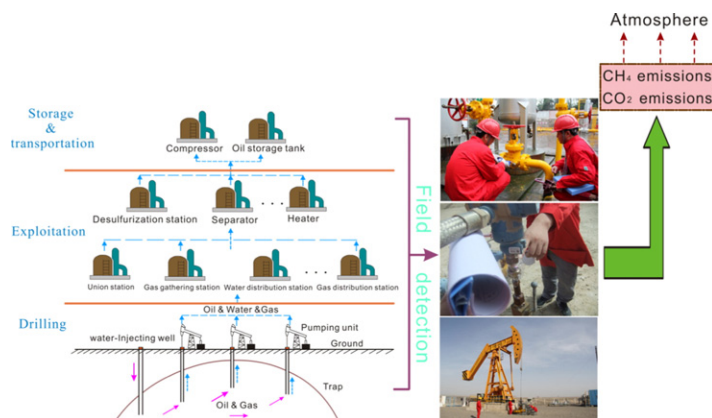 Atmosphere
CH₄ emissions
CO₂ emissions
Storage
&
transportation
Compressor
Oil storage tank
Desulfurization station
Separator
Heater
Exploitation
Union station
Gas gathering station
Water distribution station
Gas distribution station
Oil & Water &Gas
Drilling
water-Injecting well
Pumping unit
Ground
Trap
Oil & Gas
Field detection